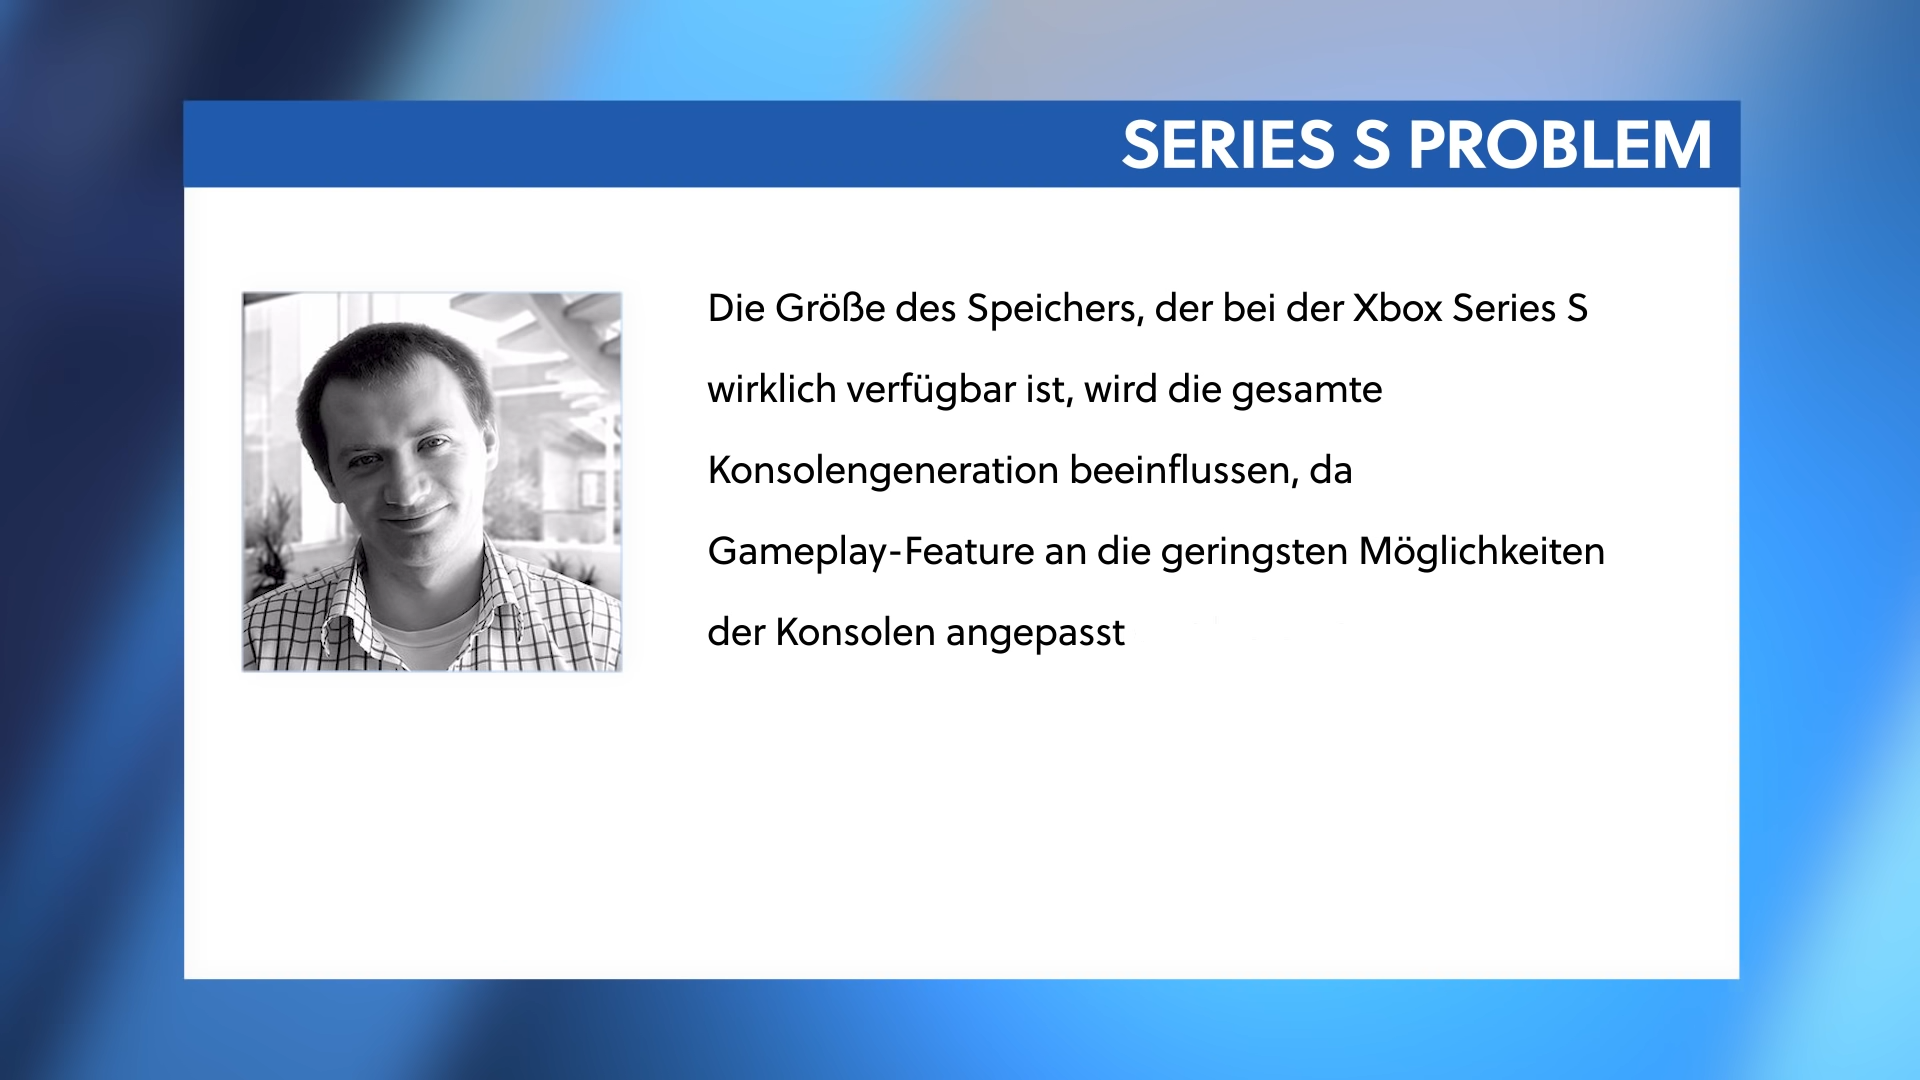 SERIES S PROBLEM
Die Größe des Speichers, der bei der Xbox Series S
wirklich verfügbar ist, wird die gesamte
Konsolengeneration beeinflussen, da
Gameplay-Feature an die geringsten Möglichkeiten
der Konsolen angepasst